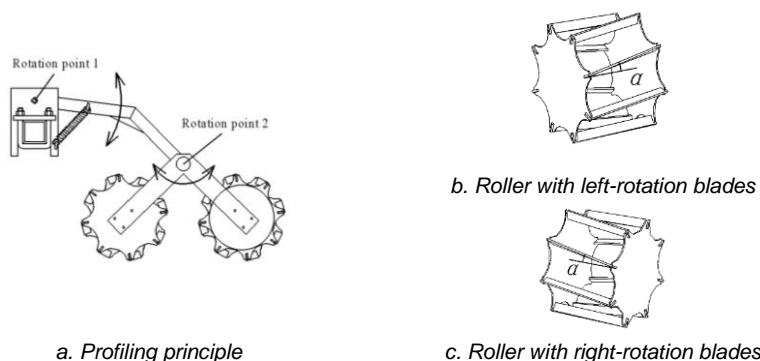 Rotation point 1
Rotation point 2
a. Profiling principle
α
b. Roller with left-rotation blades
α
c. Roller with right-rotation blades